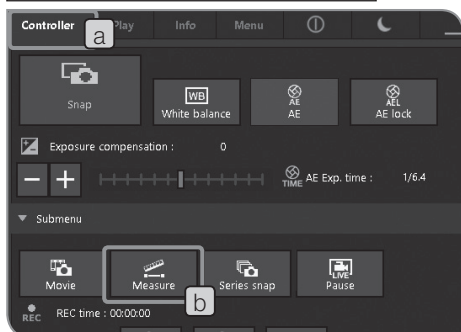 Controller Play Info Menu
a
Snap
WB
White balance
AE
AE
AEL
AE lock
Exposure compensation : 0
TIME AE Exp. time : 1/6.4
Submenu
Movie
Measure
Series snap
LIVE
Pause
b
REC REC time : 00:00:00